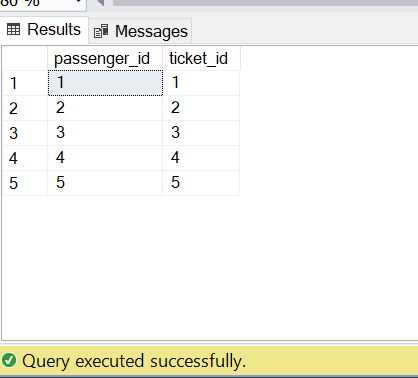 80 %
Results Messages
passenger_id ticket_id
1 1 1
2 2 2
3 3 3
4 4 4
5 5 5
Query executed successfully.